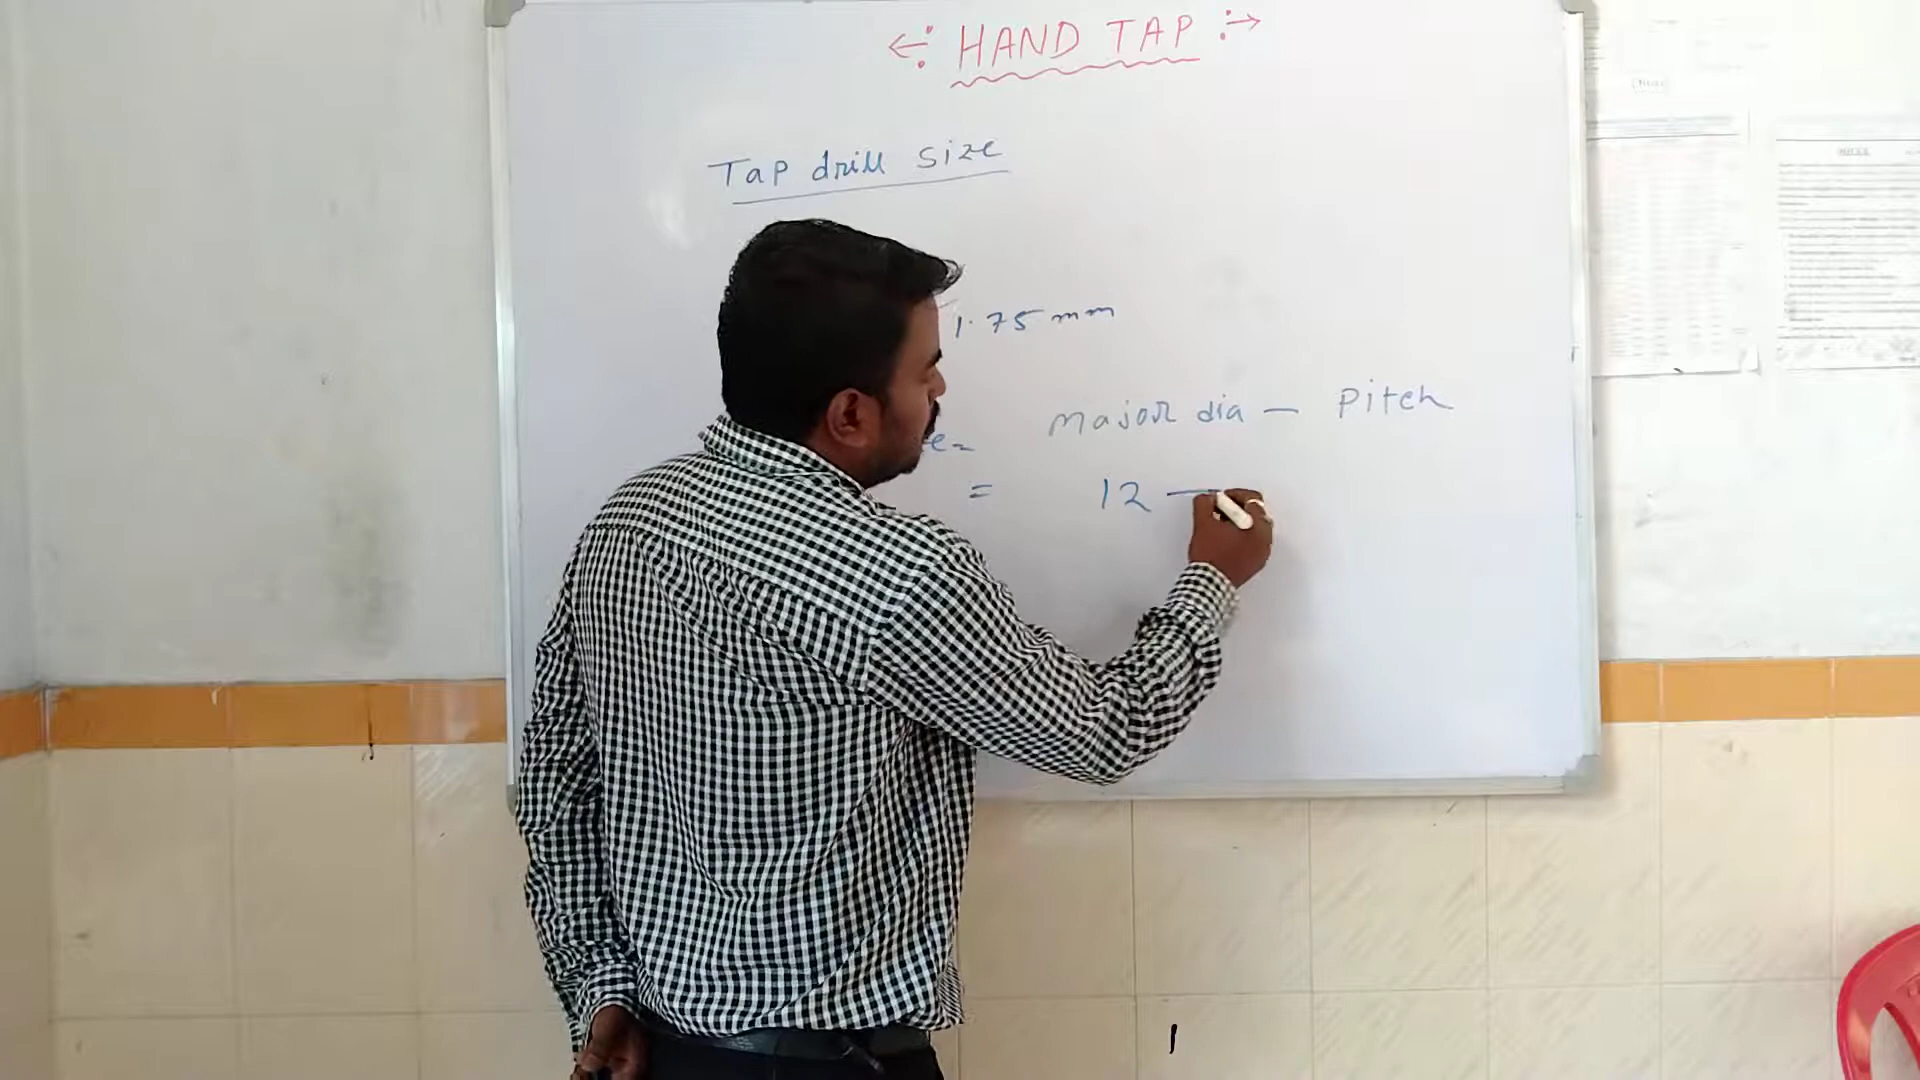 ←: HAND TAP :→
Tap drill size
1.75 mm
Major dia — Pitch
= 12 —